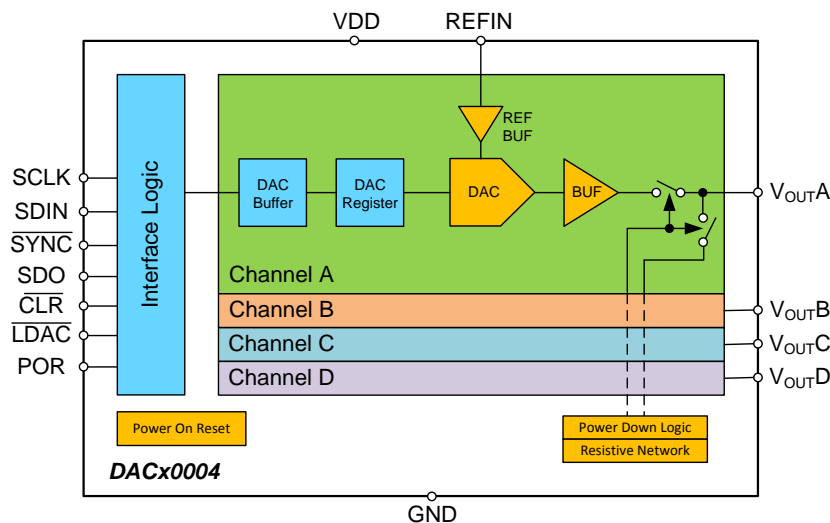 VDD
REFIN
SCLK
SDIN
SYNC
SDO
CLR
LDAC
POR
Interface Logic
DAC
Buffer
DAC
Register
REF
BUF
DAC
BUF
Channel A
Channel B
Channel C
Channel D
VOUTA
VOUTB
VOUTC
VOUTD
Power On Reset
Power Down Logic
Resistive Network
DACx0004
GND